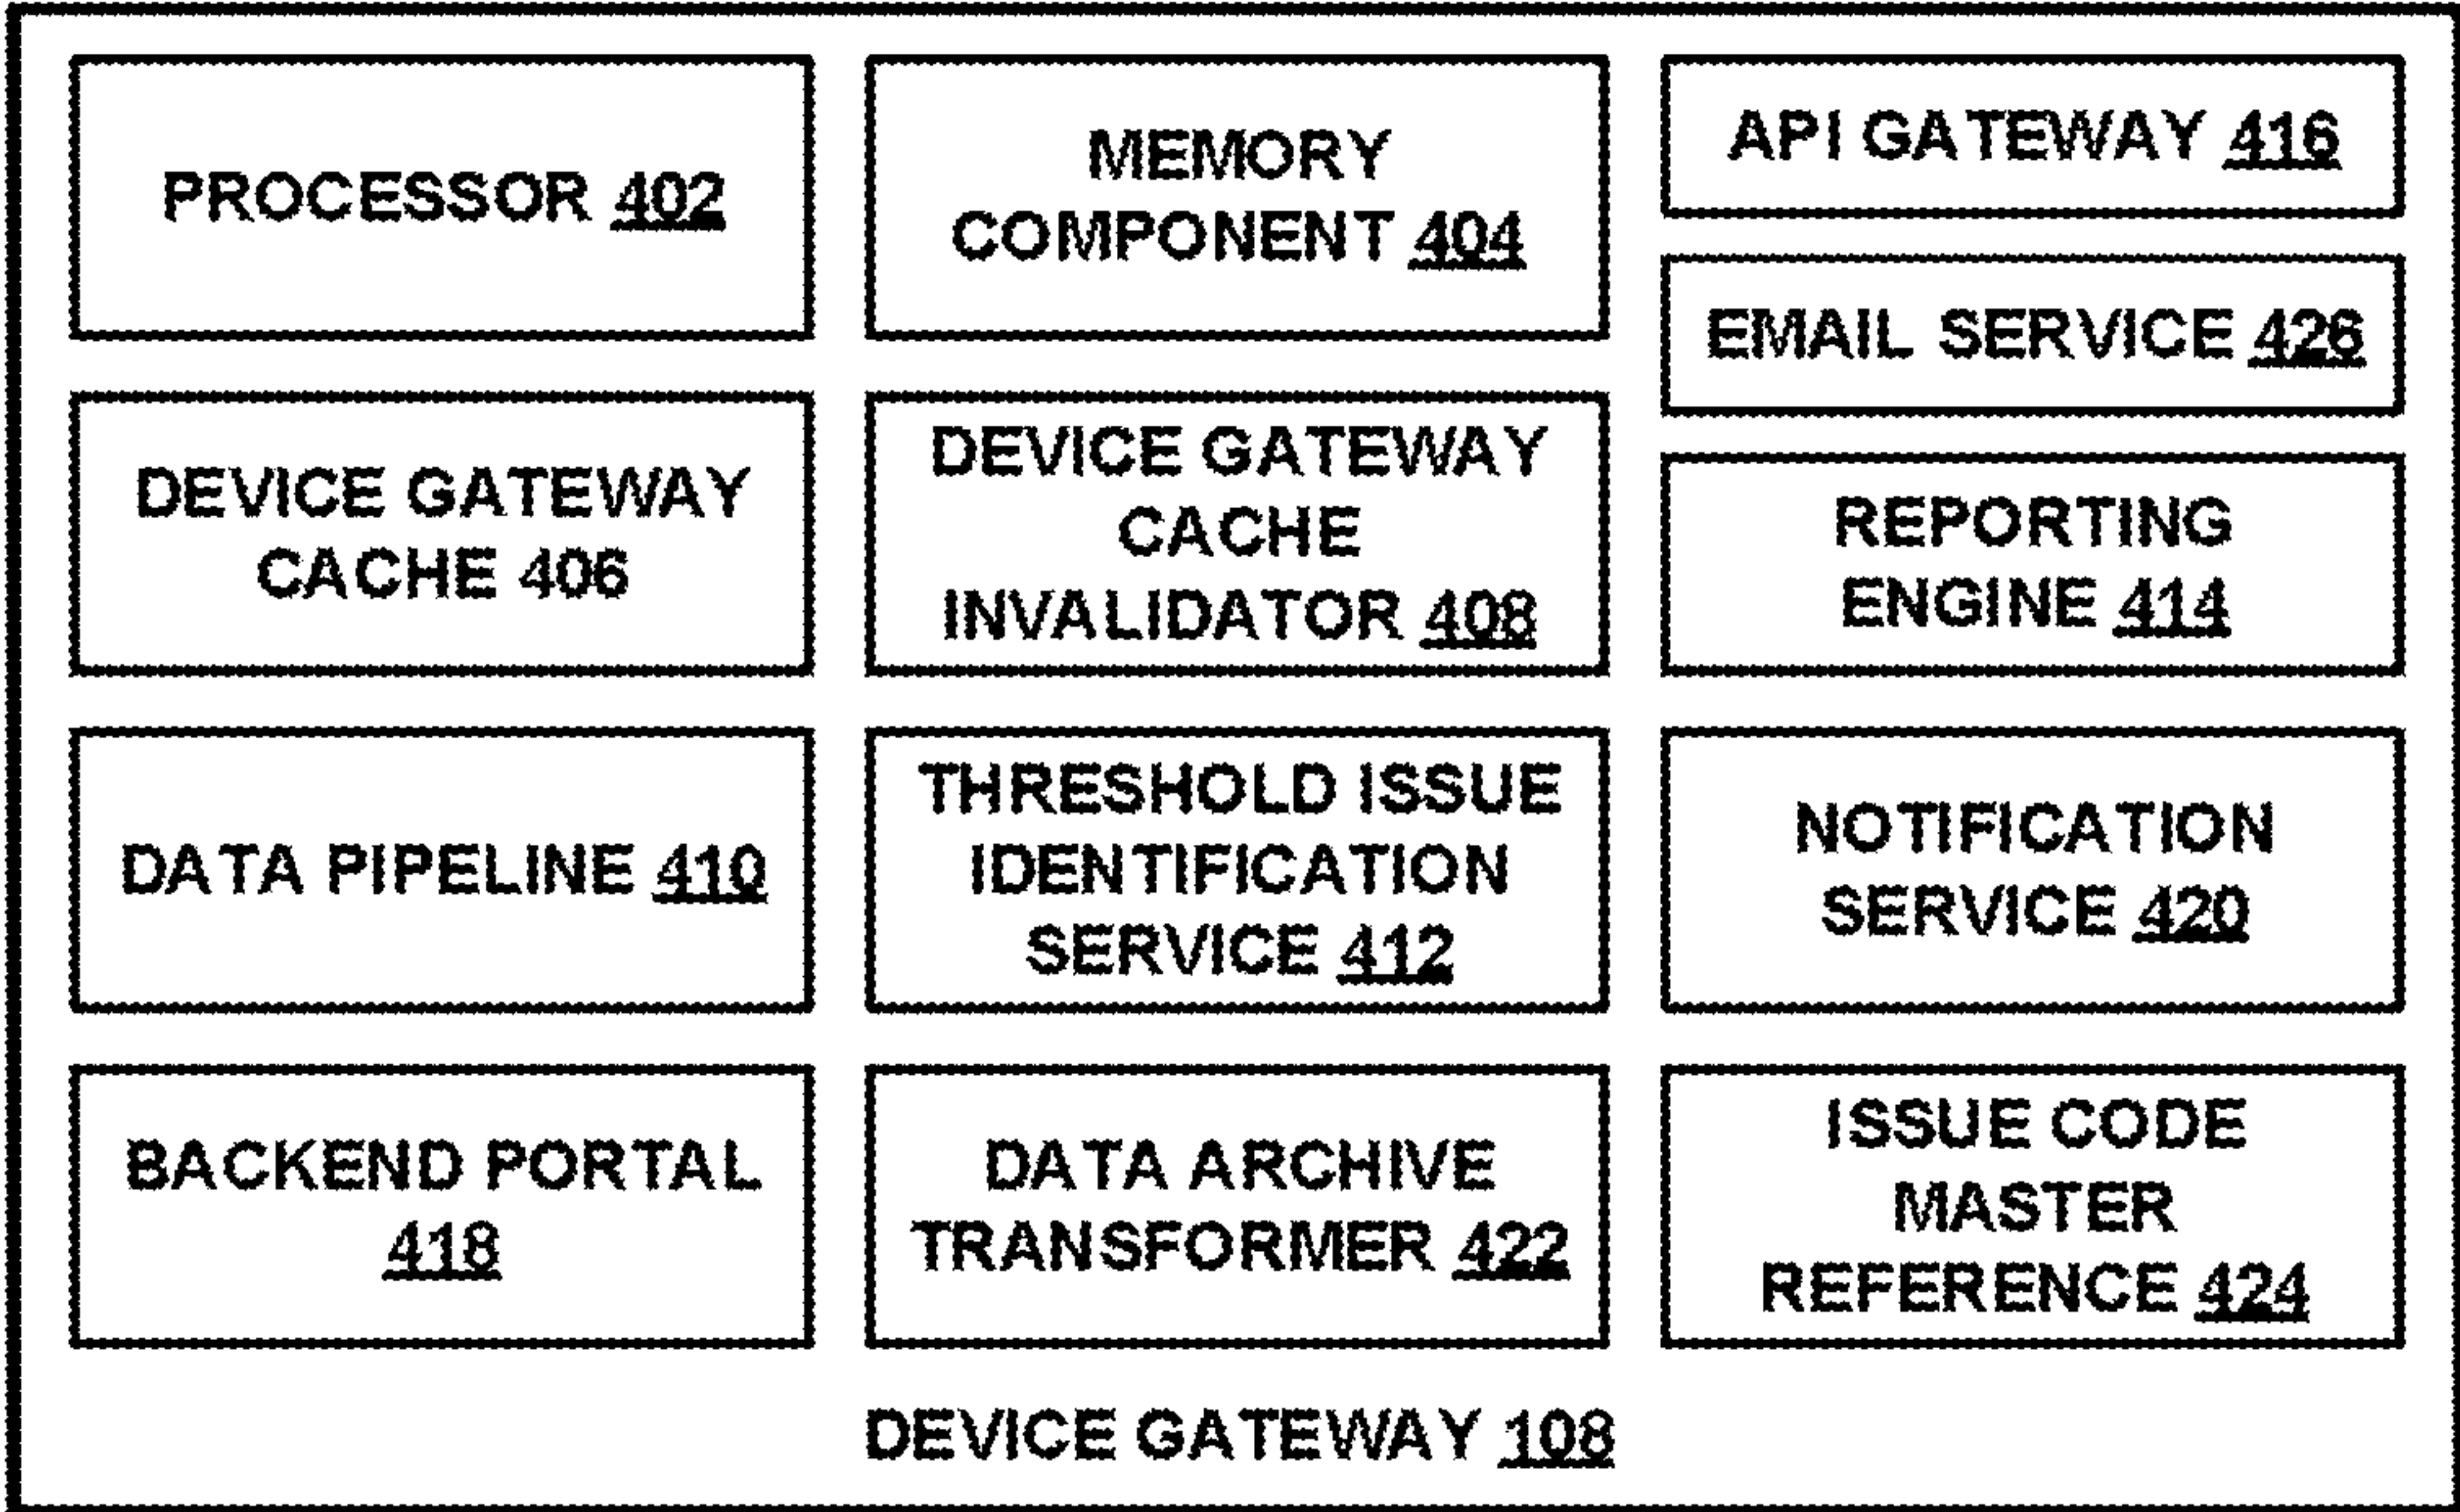 PROCESSOR 402
MEMORY
COMPONENT 404
API GATEWAY 416
EMAIL SERVICE 426
DEVICE GATEWAY
CACHE 406
DEVICE GATEWAY
CACHE
INVALIDATOR 408
REPORTING
ENGINE 414
DATA PIPELINE 410
THRESHOLD ISSUE
IDENTIFICATION
SERVICE 412
NOTIFICATION
SERVICE 420
BACKEND PORTAL
418
DATA ARCHIVE
TRANSFORMER 422
ISSUE CODE
MASTER
REFERENCE 424
DEVICE GATEWAY 108